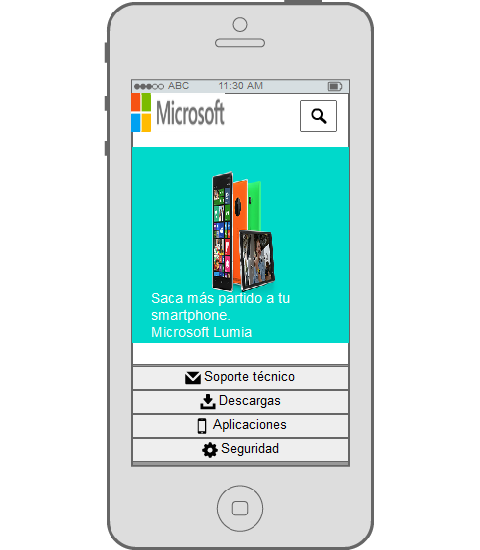 ABC 11:30 AM
Microsoft
Saca más partido a tu
smartphone.
Microsoft Lumia
Soporte técnico
Descargas
Aplicaciones
Seguridad